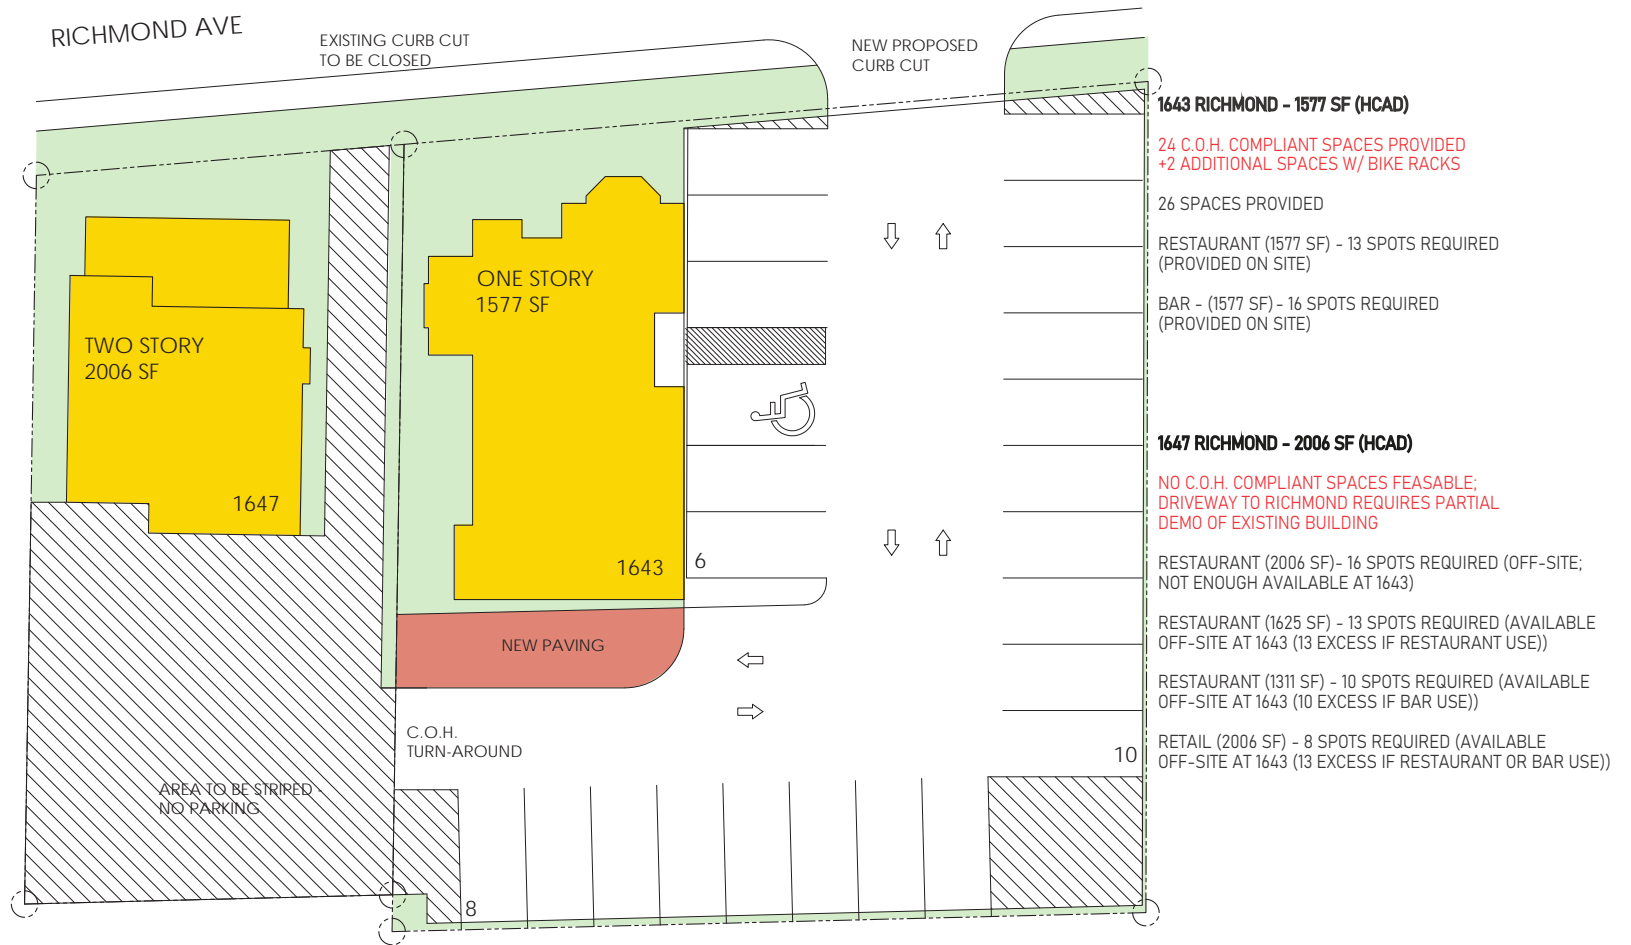 RICHMOND AVE
EXISTING CURB CUT
TO BE CLOSED
NEW PROPOSED
CURB CUT
ONE STORY
1577 SF
TWO STORY
2006 SF
1647
1643
6
NEW PAVING
C.O.H.
TURN-AROUND
10
AREA TO BE STRIPED -
NO PARKING
8
1643 RICHMOND - 1577 SF (HCAD)
24 C.O.H. COMPLIANT SPACES PROVIDED
+2 ADDITIONAL SPACES W/ BIKE RACKS
26 SPACES PROVIDED
RESTAURANT (1577 SF) - 13 SPOTS REQUIRED
(PROVIDED ON SITE)
BAR - (1577 SF) - 16 SPOTS REQUIRED
(PROVIDED ON SITE)
1647 RICHMOND - 2006 SF (HCAD)
NO C.O.H. COMPLIANT SPACES FEASABLE;
DRIVEWAY TO RICHMOND REQUIRES PARTIAL
DEMO OF EXISTING BUILDING
RESTAURANT (2006 SF)- 16 SPOTS REQUIRED (OFF-SITE;
NOT ENOUGH AVAILABLE AT 1643)
RESTAURANT (1625 SF) - 13 SPOTS REQUIRED (AVAILABLE
OFF-SITE AT 1643 (13 EXCESS IF RESTAURANT USE))
RESTAURANT (1311 SF) - 10 SPOTS REQUIRED (AVAILABLE
OFF-SITE AT 1643 (10 EXCESS IF BAR USE))
RETAIL (2006 SF) - 8 SPOTS REQUIRED (AVAILABLE
OFF-SITE AT 1643 (13 EXCESS IF RESTAURANT OR BAR USE))